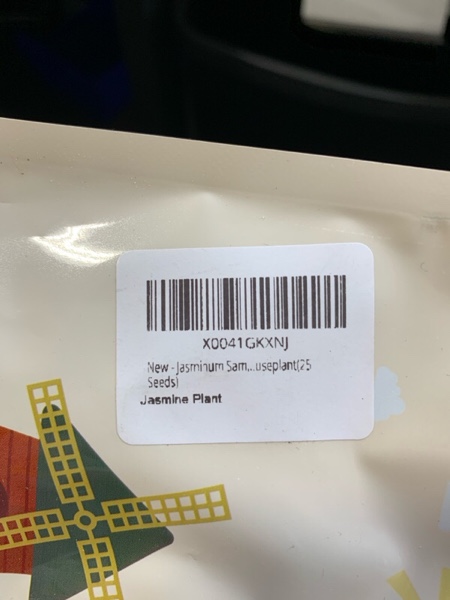 X0041GKXNJ
New - Jasminum Sam...useplant(25
Seeds)
Jasmine Plant